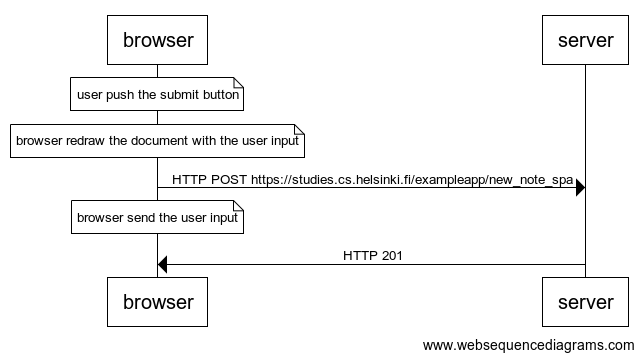 browser
server
user push the submit button
browser redraw the document with the user input
HTTP POST https://studies.cs.helsinki.fi/exampleapp/new_note_spa
browser send the user input
HTTP 201
browser
server
www.websequencediagrams.com